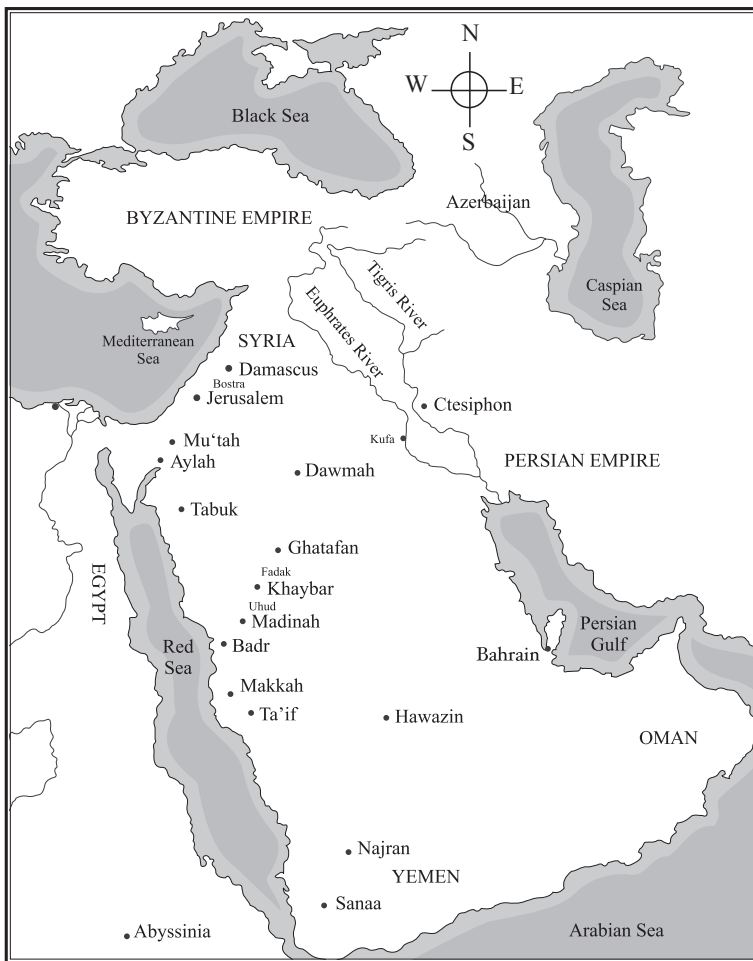 N
W
E
S
Black Sea
Azerbaijan
BYZANTINE EMPIRE
Caspian
Sea
Tigris River
Euphrates River
Mediterranean
Sea
SYRIA
Damascus
Bostra
Jerusalem
Ctesiphon
Kufa
Mu‘tah
Aylah
Dawmah
PERSIAN EMPIRE
Tabuk
Ghatafan
EGYPT
Fadak
Khaybar
Uhud
Madinah
Badr
Red
Sea
Persian
Gulf
Bahrain
Makkah
Ta’if
Hawazin
OMAN
Najran
YEMEN
Sanaa
Abyssinia
Arabian Sea